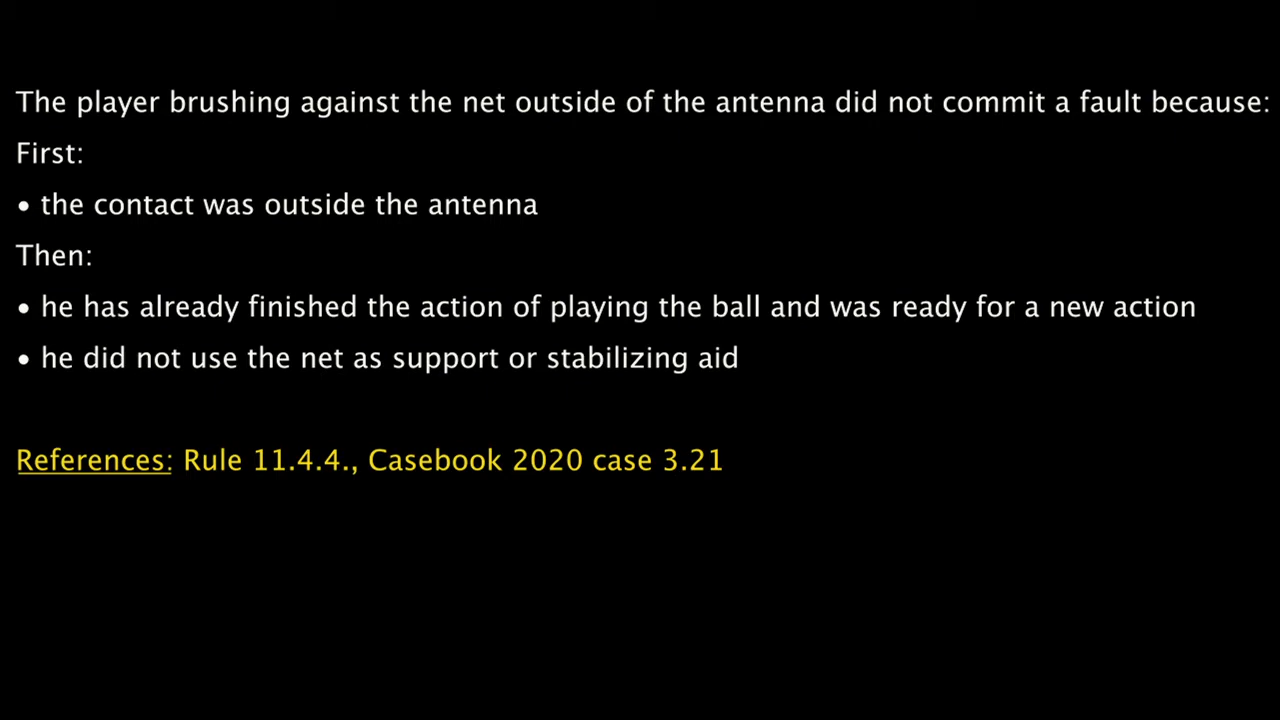 The player brushing against the net outside of the antenna did not commit a fault because:
First:
• the contact was outside the antenna
Then:
• he has already finished the action of playing the ball and was ready for a new action
• he did not use the net as support or stabilizing aid
References: Rule 11.4.4., Casebook 2020 case 3.21